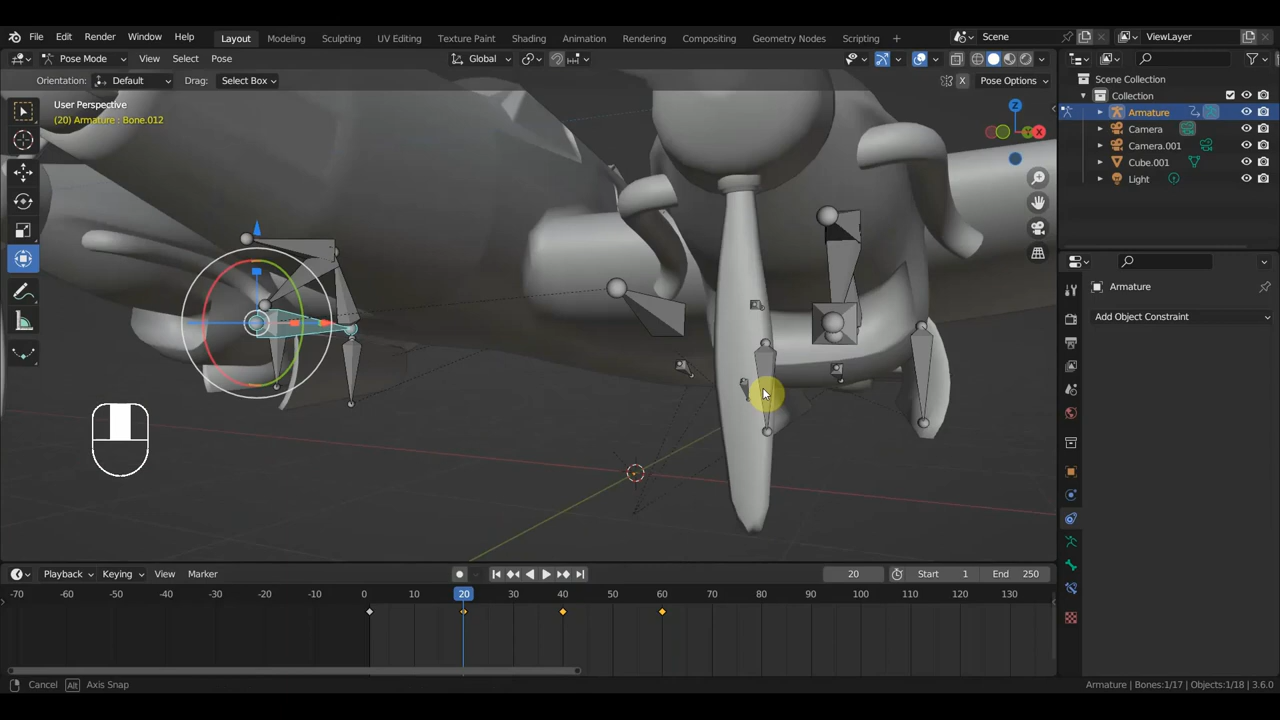 File Edit Render Window Help Layout Modeling Sculpting UV Editing Texture Paint Shading Animation Rendering Compositing Geometry Nodes Scripting + Scene ViewLayer
Pose Mode View Select Pose Global
Orientation: Default Drag: Select Box X Pose Options
User Perspective
(20) Armature : Bone.012
Z
X
Y
Scene Collection
Collection
Armature
Camera
Camera.001
Cube.001
Light
Armature
Add Object Constraint
Playback Keying View Marker 20 Start 1 End 250
-70 -60 -50 -40 -30 -20 -10 0 10 20 30 40 50 60 70 80 90 100 110 120 130
Cancel Alt Axis Snap Armature | Bones:1/17 | Objects:1/18 | 3.6.0